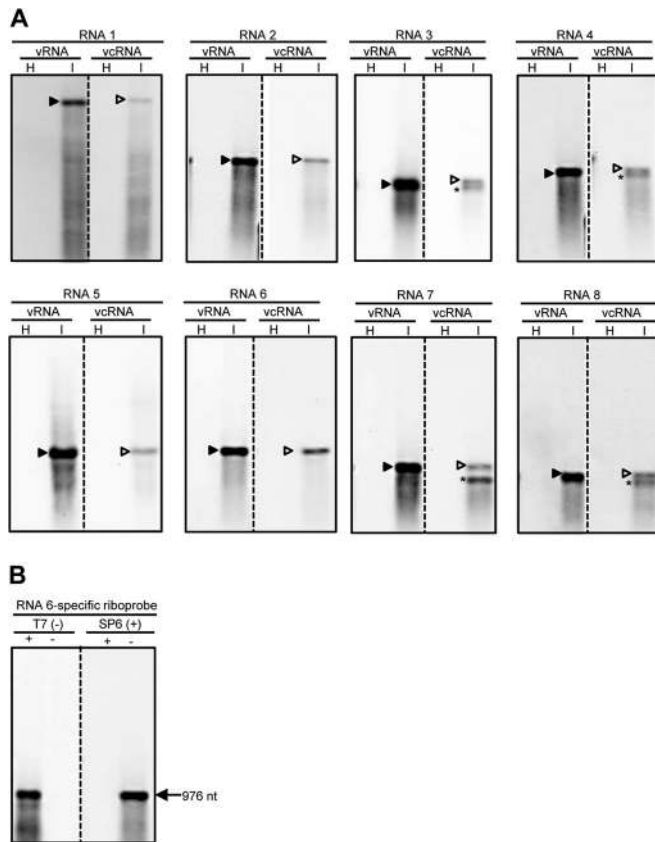 A
RNA 1 RNA 2 RNA 3 RNA 4
vRNA vcRNA vRNA vcRNA vRNA vcRNA vRNA vcRNA
H I H I H I H I H I H I H I H I
*
*
RNA 5 RNA 6 RNA 7 RNA 8
vRNA vcRNA vRNA vcRNA vRNA vcRNA vRNA vcRNA
H I H I H I H I H I H I H I H I
*
*
B
RNA 6-specific riboprobe
T7 (-) SP6 (+)
+ - + -
976 nt